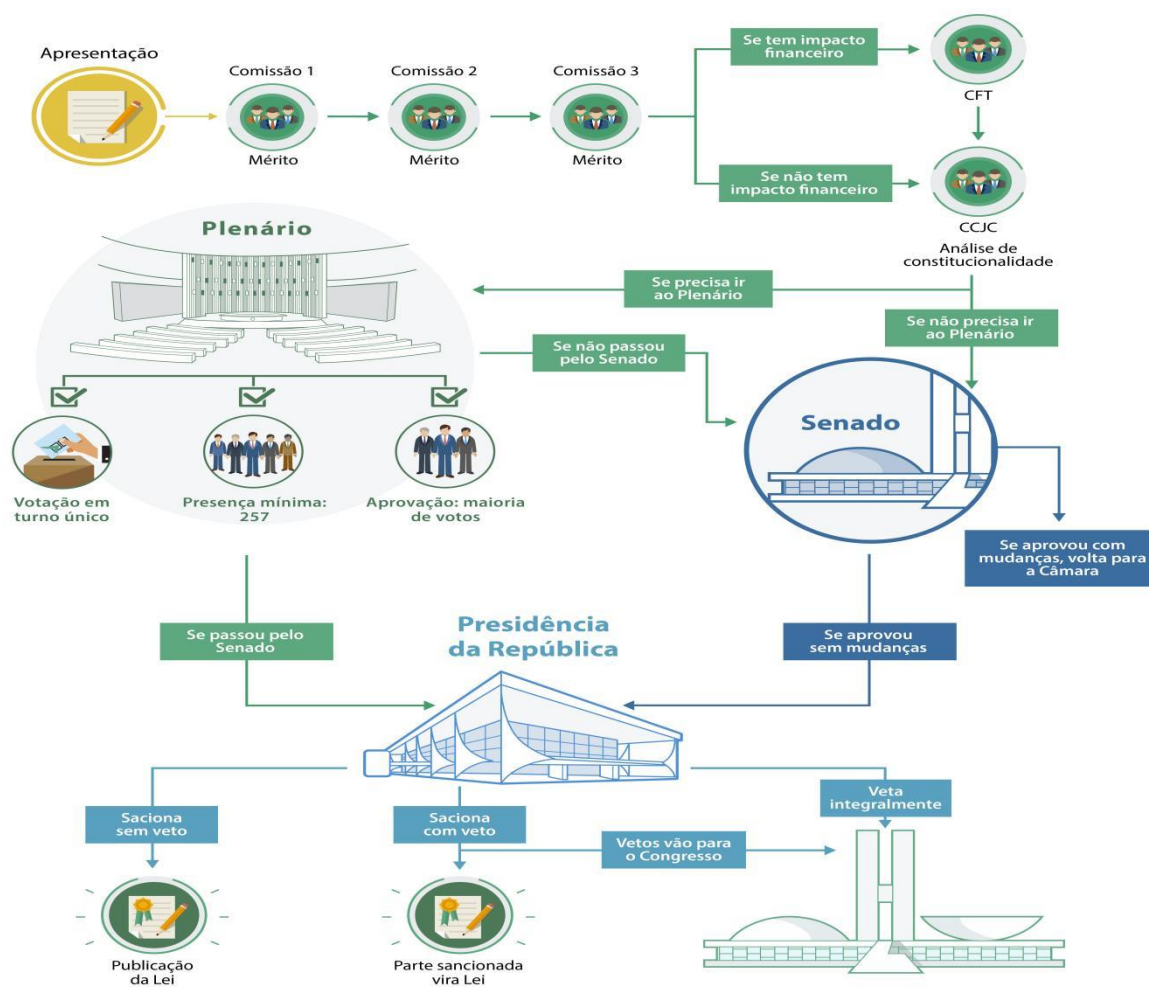 Apresentação
Comissão 1
Mérito
Comissão 2
Mérito
Comissão 3
Mérito
Se tem impacto
financeiro
CFT
Se não tem
impacto financeiro
CCJC
Análise de
constitucionalidade
Plenário
Se precisa ir
ao Plenário
Se não precisa ir
ao Plenário
Se não passou
pelo Senado
Senado
Votação em
turno único
Presença mínima:
257
Aprovação: maioria
de votos
Se aprovou com
mudanças, volta para
a Câmara
Se passou pelo
Senado
Presidência
da República
Se aprovou
sem mudanças
Saciona
sem veto
Saciona
com veto
Veta
integralmente
Vetos vão para
o Congresso
Publicação
da Lei
Parte sancionada
vira Lei